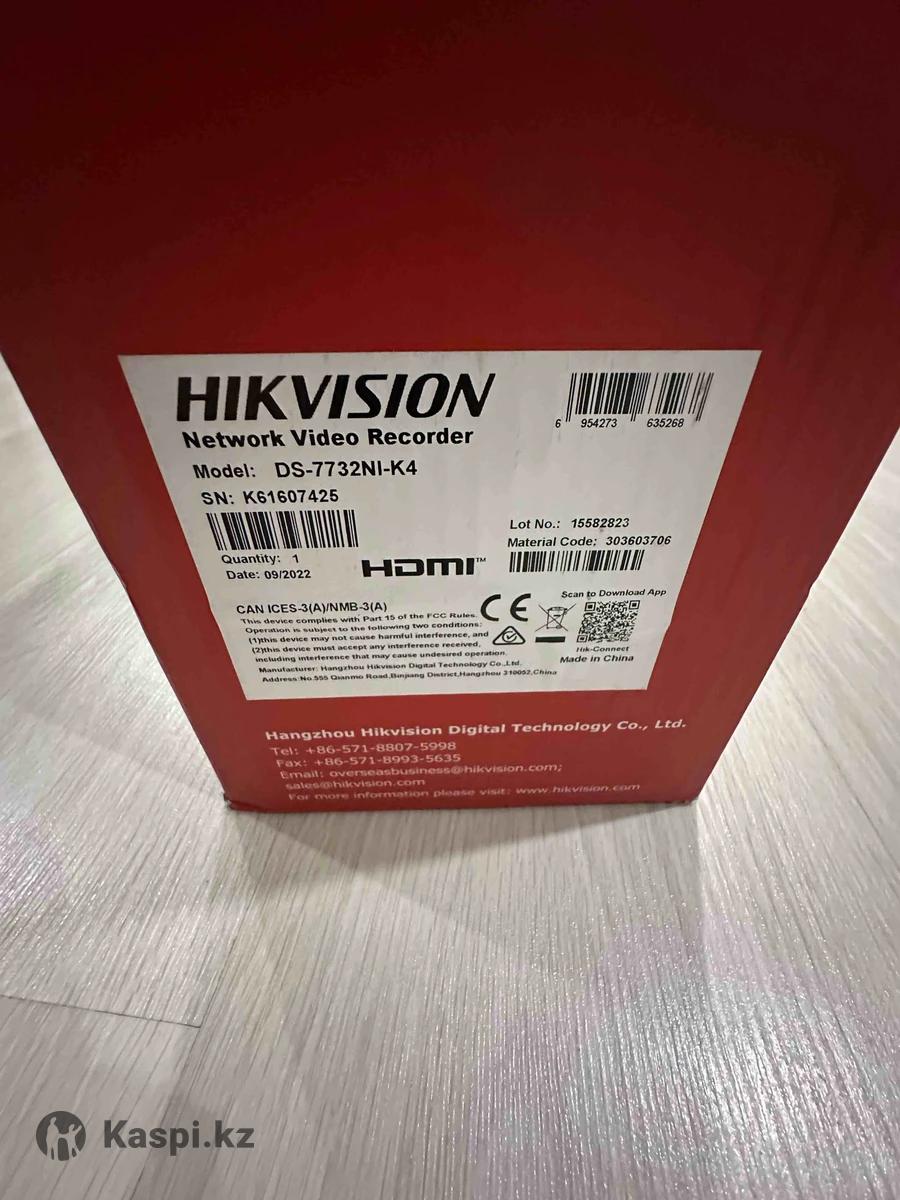 HIKVISION
Network Video Recorder
6 954273 635268
Model: DS-7732NI-K4
SN: K61607425
Quantity: 1
Date: 09/2022
HDMI™
Lot No.: 15582823
Material Code: 303603706
CAN ICES-3(A)/NMB-3(A)
This device complies with Part 15 of the FCC Rules.
Operation is subject to the following two conditions:
(1)this device may not cause harmful interference, and
(2)this device must accept any interference received,
including interference that may cause undesired operation.
Manufacturer: Hangzhou Hikvision Digital Technology Co.,Ltd.
Address:No.555 Qianmo Road,Binjiang District,Hangzhou 310052,China
CE
Scan to Download App
Hik-Connect
Made in China
Hangzhou Hikvision Digital Technology Co., Ltd.
Tel: +86-571-8807-5998
Fax: +86-571-8993-5635
Email: overseasbusiness@hikvision.com;
sales@hikvision.com
For more information please visit: www.hikvision.com
Kaspi.kz